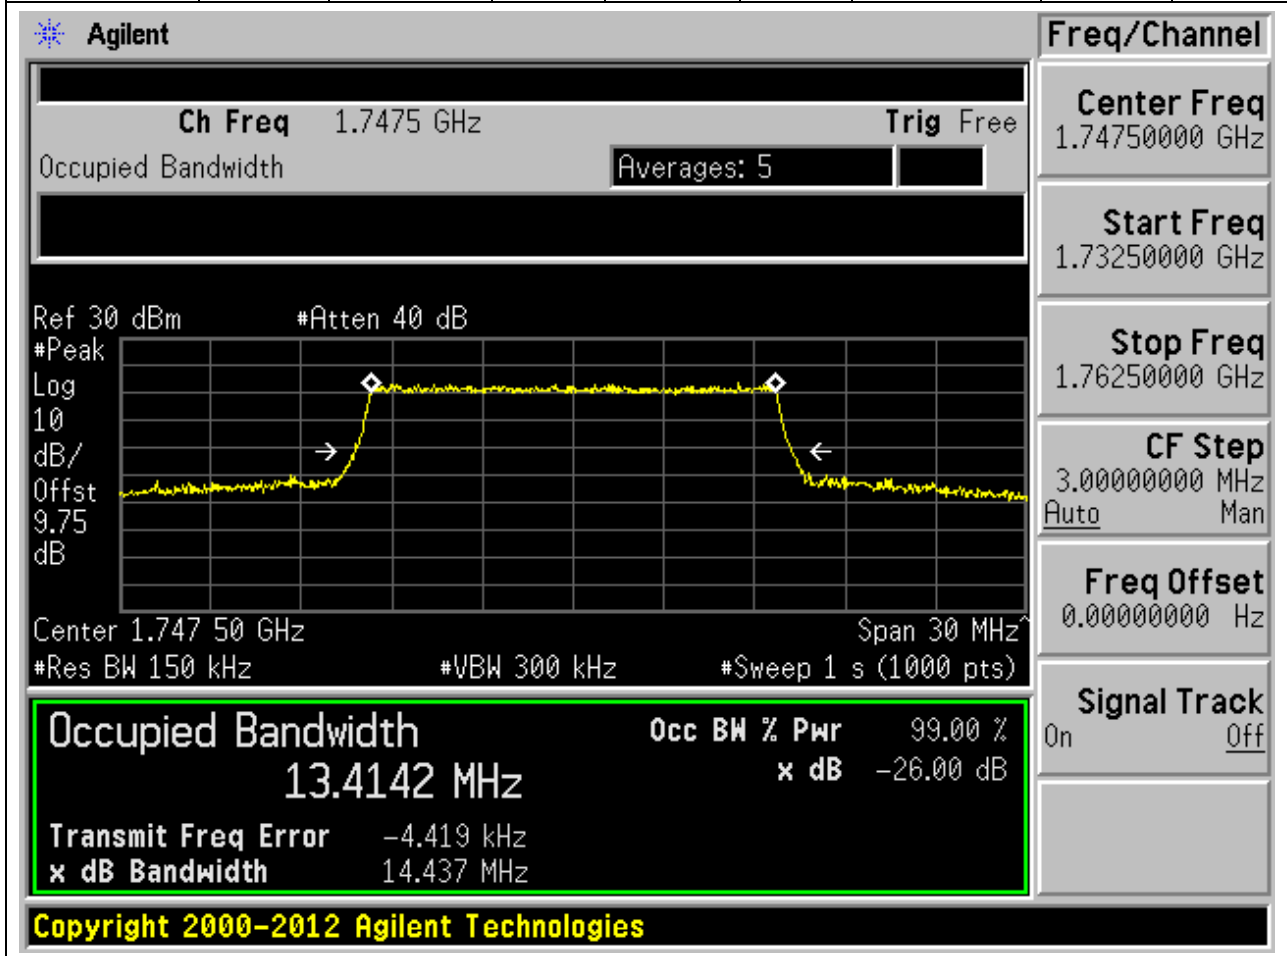 Agilent
Freq/Channel
Ch Freq 1.7475 GHz Trig Free
Occupied Bandwidth Averages: 5
Center Freq
1.74750000 GHz
Start Freq
1.73250000 GHz
Stop Freq
1.76250000 GHz
CF Step
3.00000000 MHz
Auto Man
Freq Offset
0.00000000 Hz
Signal Track
On Off
Ref 30 dBm #Atten 40 dB
#Peak
Log
10
dB/
Offst
9.75
dB
Center 1.747 50 GHz Span 30 MHz^
#Res BW 150 kHz #VBW 300 kHz #Sweep 1 s (1000 pts)
Occupied Bandwidth Occ BW % Pwr 99.00 %
13.4142 MHz x dB -26.00 dB
Transmit Freq Error -4.419 kHz
x dB Bandwidth 14.437 MHz
Copyright 2000-2012 Agilent Technologies